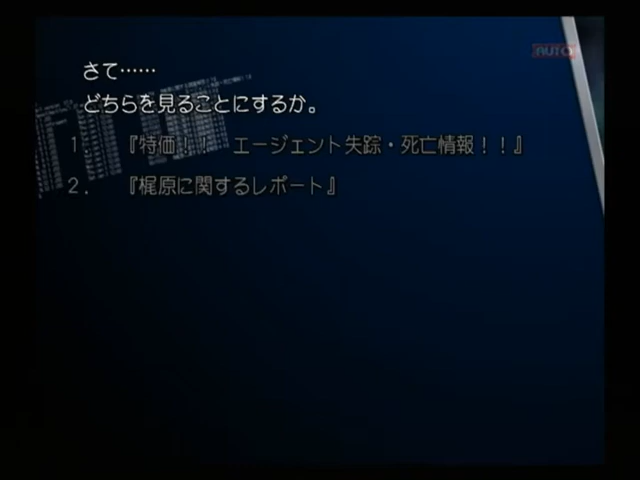 AUTO
さて……
どちらを見ることにするか。
１．　『特価！！　エージェント失踪・死亡情報！！』
２．　『梶原に関するレポート』